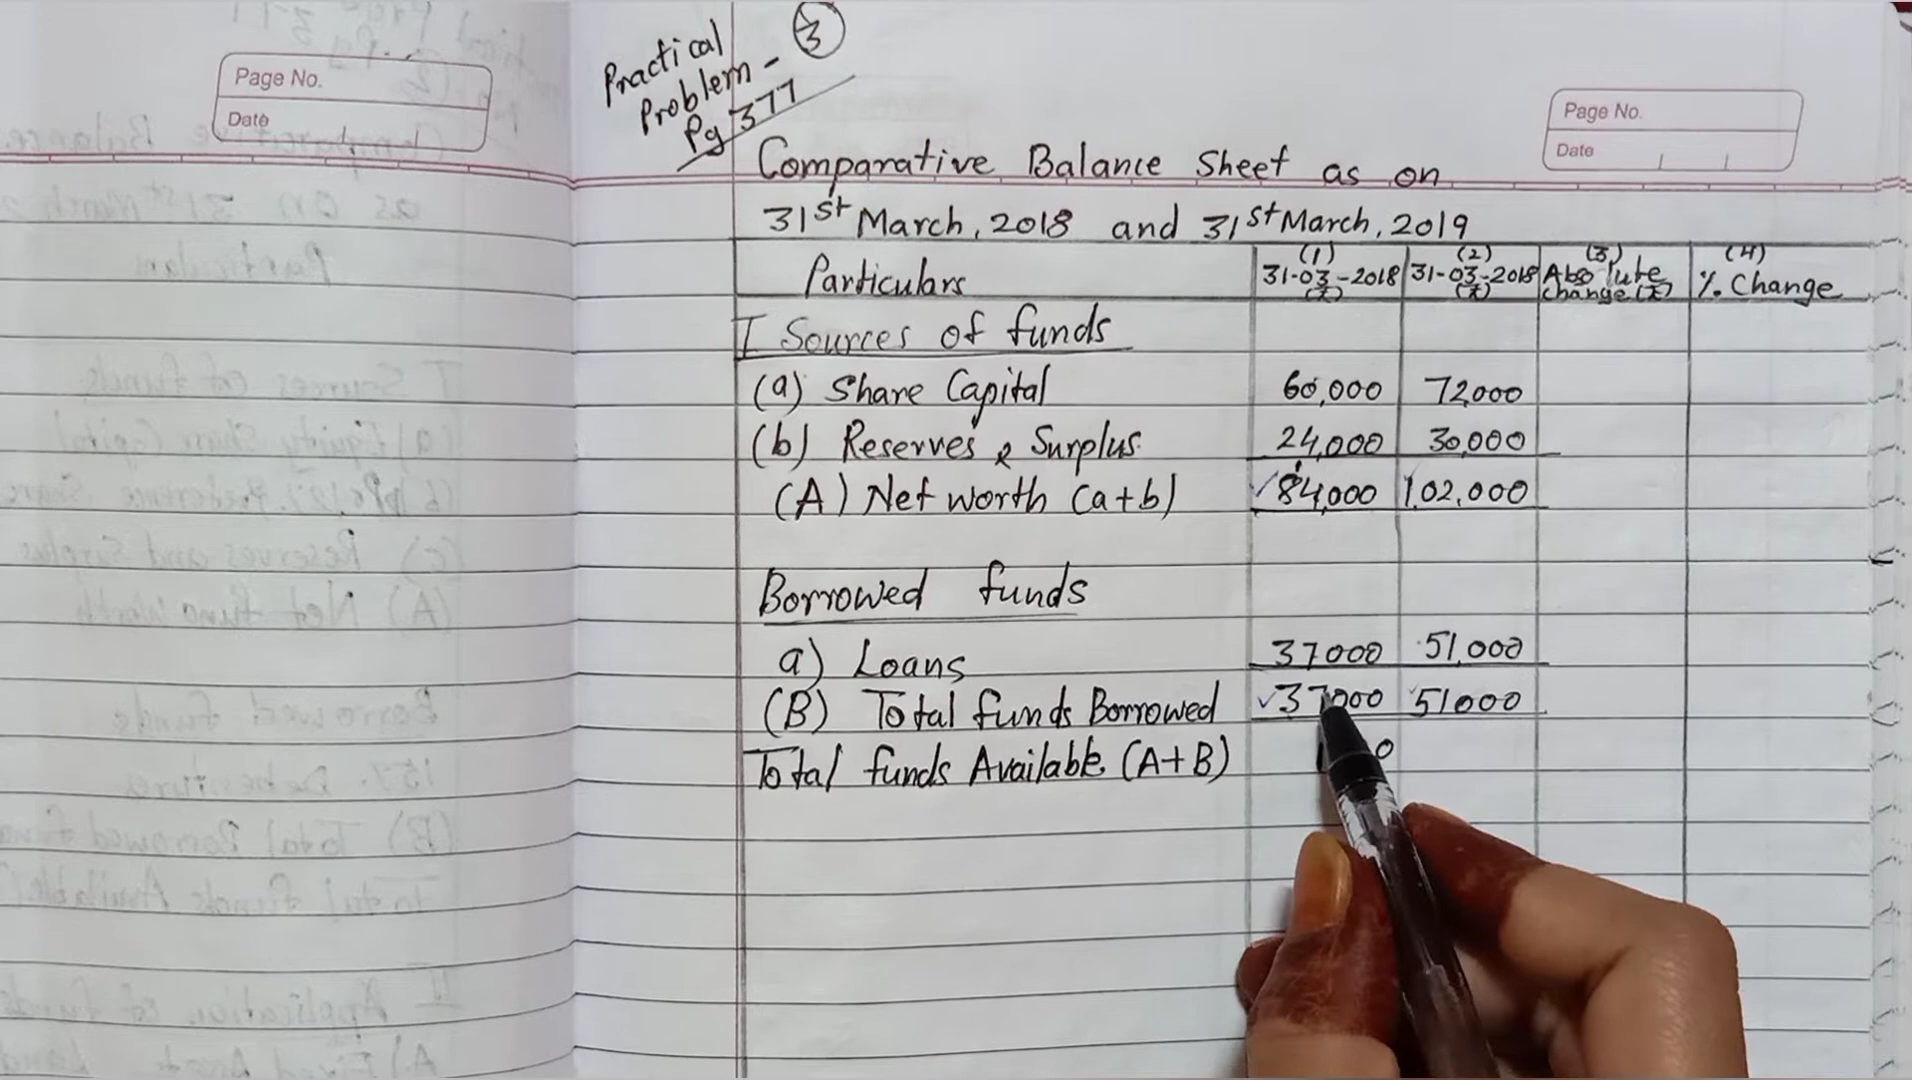 Page No.
Date
Practical
Problem - 3
Pg 377
Page No.
Date
Comparative Balance Sheet as on
31st March, 2018 and 31st March, 2019
Particulars (1) 31-03-2018 (₹) (2) 31-03-2018 (₹) (3) Absolute Change (₹) (4) % Change
I Sources of funds
(a) Share Capital 60,000 72,000
(b) Reserves & Surplus 24,000 30,000
(A) Net worth (a+b) 84,000 1,02,000
Borrowed funds
a) Loans 37000 51,000
(B) Total funds Borrowed 37000 51000
Total funds Available (A+B)